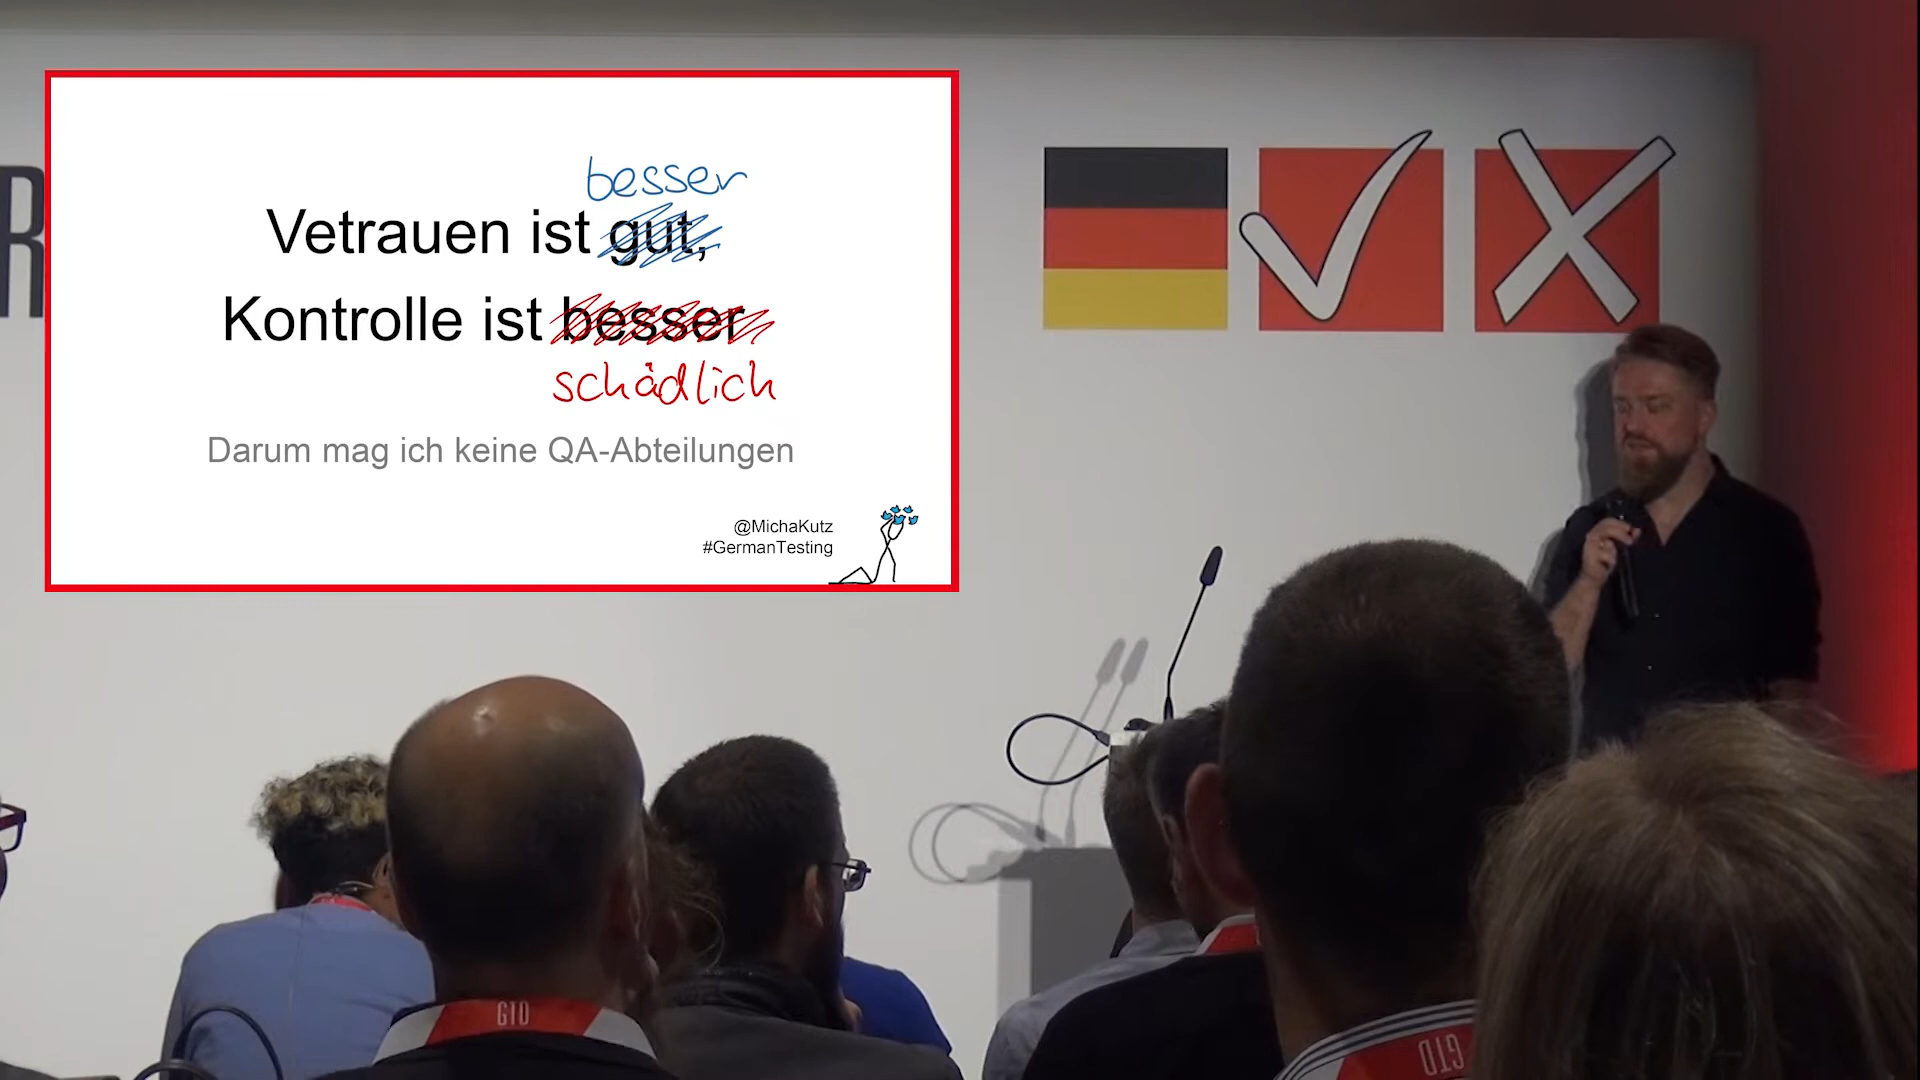 besser
Vetrauen ist gut,
Kontrolle ist besser
schädlich
Darum mag ich keine QA-Abteilungen
@MichaKutz
#GermanTesting
R
GTD
GTD